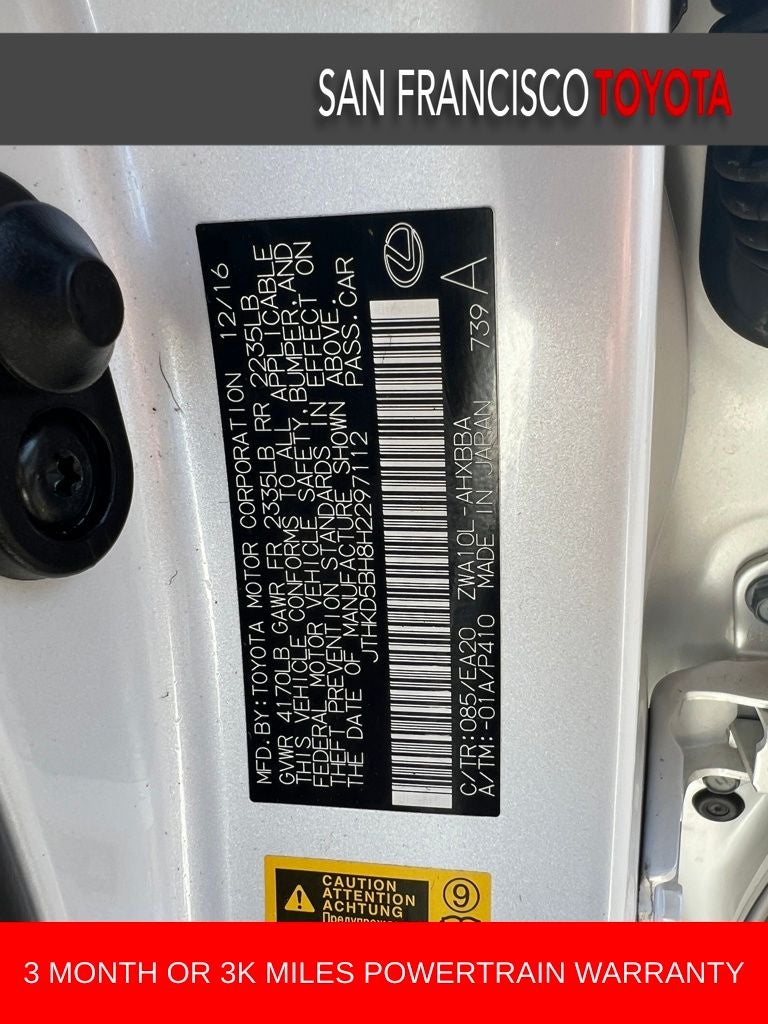 SAN FRANCISCO TOYOTA
MFD. BY: TOYOTA MOTOR CORPORATION 12/16
GVWR 4170LB GAWR FR 2335LB RR 2235LB
THIS VEHICLE CONFORMS TO ALL APPLICABLE
FEDERAL MOTOR VEHICLE SAFETY, BUMPER, AND
THEFT PREVENTION STANDARDS IN EFFECT ON
THE DATE OF MANUFACTURE SHOWN ABOVE.
JTHKD5BH8H2297112 PASS. CAR
C/TR: 085/EA20 ZWA10L-AHXBBA
A/TM: -01A/P410 MADE IN JAPAN 739 A
CAUTION
ATTENTION
ACHTUNG
9
3 MONTH OR 3K MILES POWERTRAIN WARRANTY